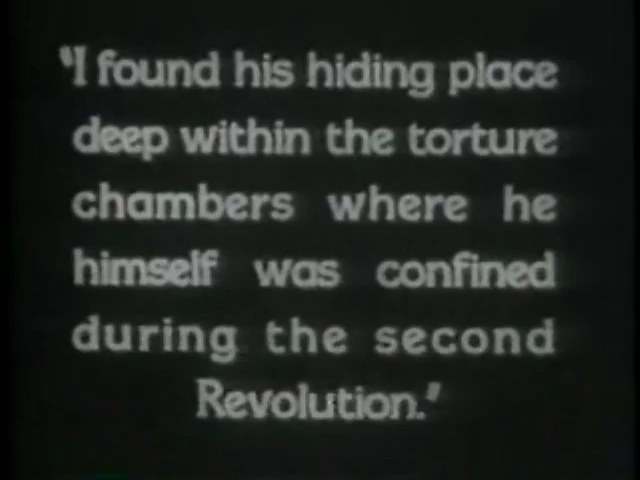 "I found his hiding place
deep within the torture
chambers where he
himself was confined
during the second
Revolution."